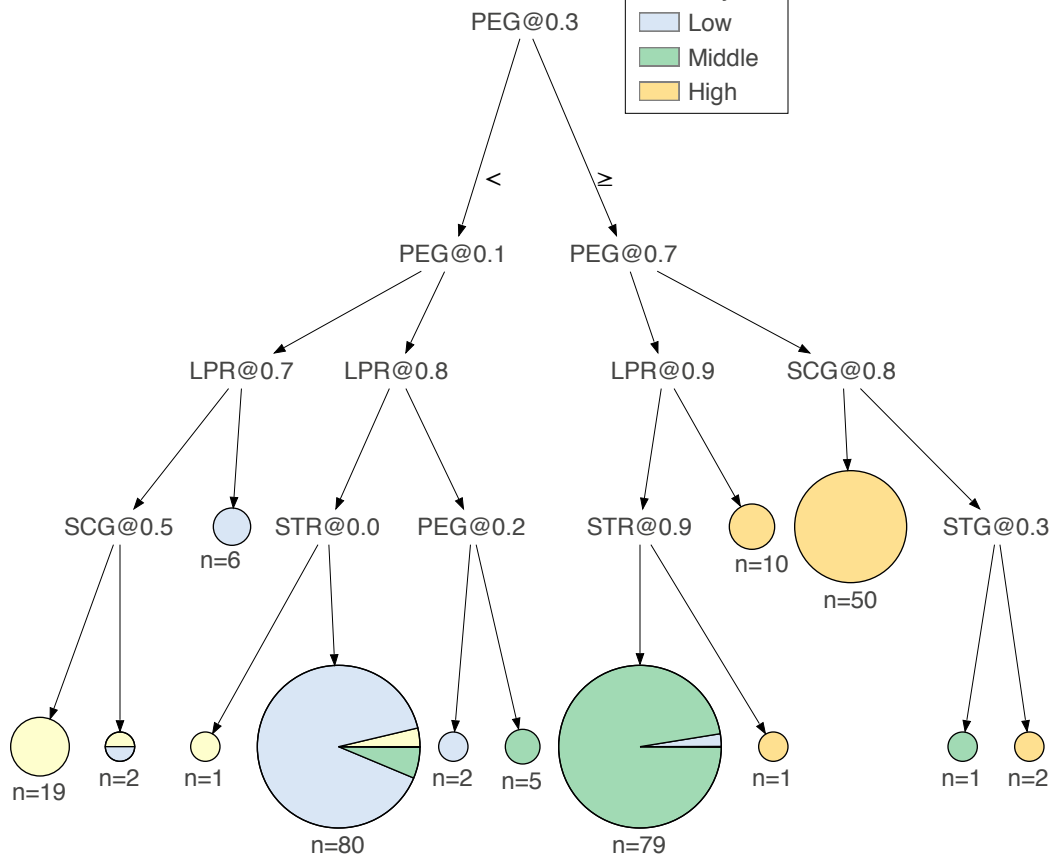 PEG@0.3
Low
Middle
High
<
≥
PEG@0.1
PEG@0.7
LPR@0.7
LPR@0.8
LPR@0.9
SCG@0.8
SCG@0.5
n=6
STR@0.0
PEG@0.2
STR@0.9
n=10
n=50
STG@0.3
n=19
n=2
n=1
n=80
n=2
n=5
n=79
n=1
n=1
n=2